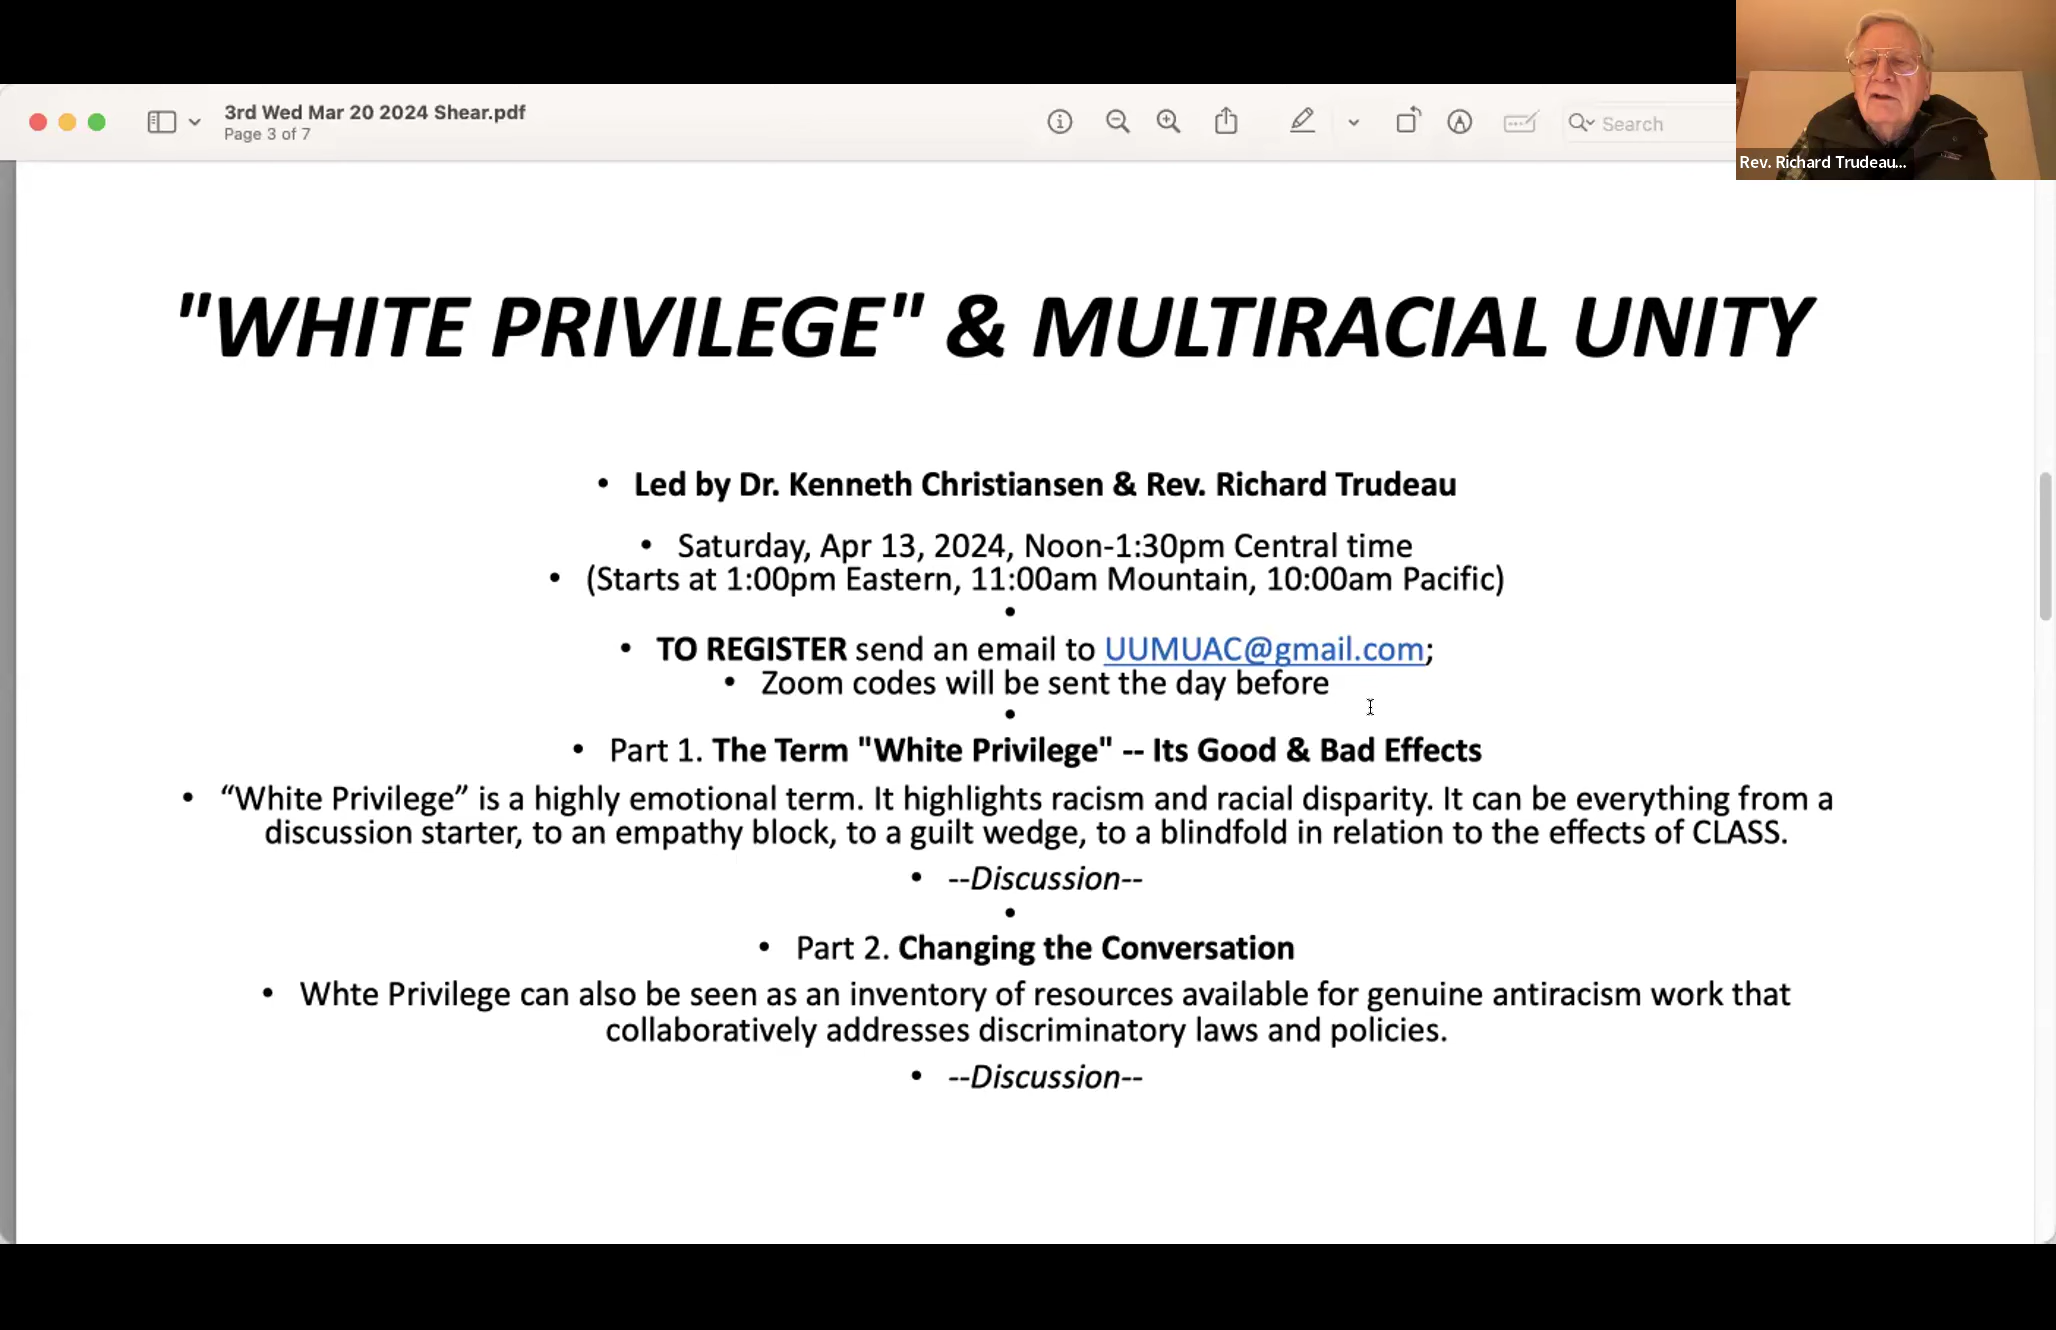 3rd Wed Mar 20 2024 Shear.pdf
Page 3 of 7
Search
Rev. Richard Trudeau...
"WHITE PRIVILEGE" & MULTIRACIAL UNITY
• Led by Dr. Kenneth Christiansen & Rev. Richard Trudeau
• Saturday, Apr 13, 2024, Noon-1:30pm Central time
• (Starts at 1:00pm Eastern, 11:00am Mountain, 10:00am Pacific)
•
• TO REGISTER send an email to UUMUAC@gmail.com;
• Zoom codes will be sent the day before
•
• Part 1. The Term "White Privilege" -- Its Good & Bad Effects
• “White Privilege” is a highly emotional term. It highlights racism and racial disparity. It can be everything from a
discussion starter, to an empathy block, to a guilt wedge, to a blindfold in relation to the effects of CLASS.
• --Discussion--
•
• Part 2. Changing the Conversation
• Whte Privilege can also be seen as an inventory of resources available for genuine antiracism work that
collaboratively addresses discriminatory laws and policies.
• --Discussion--